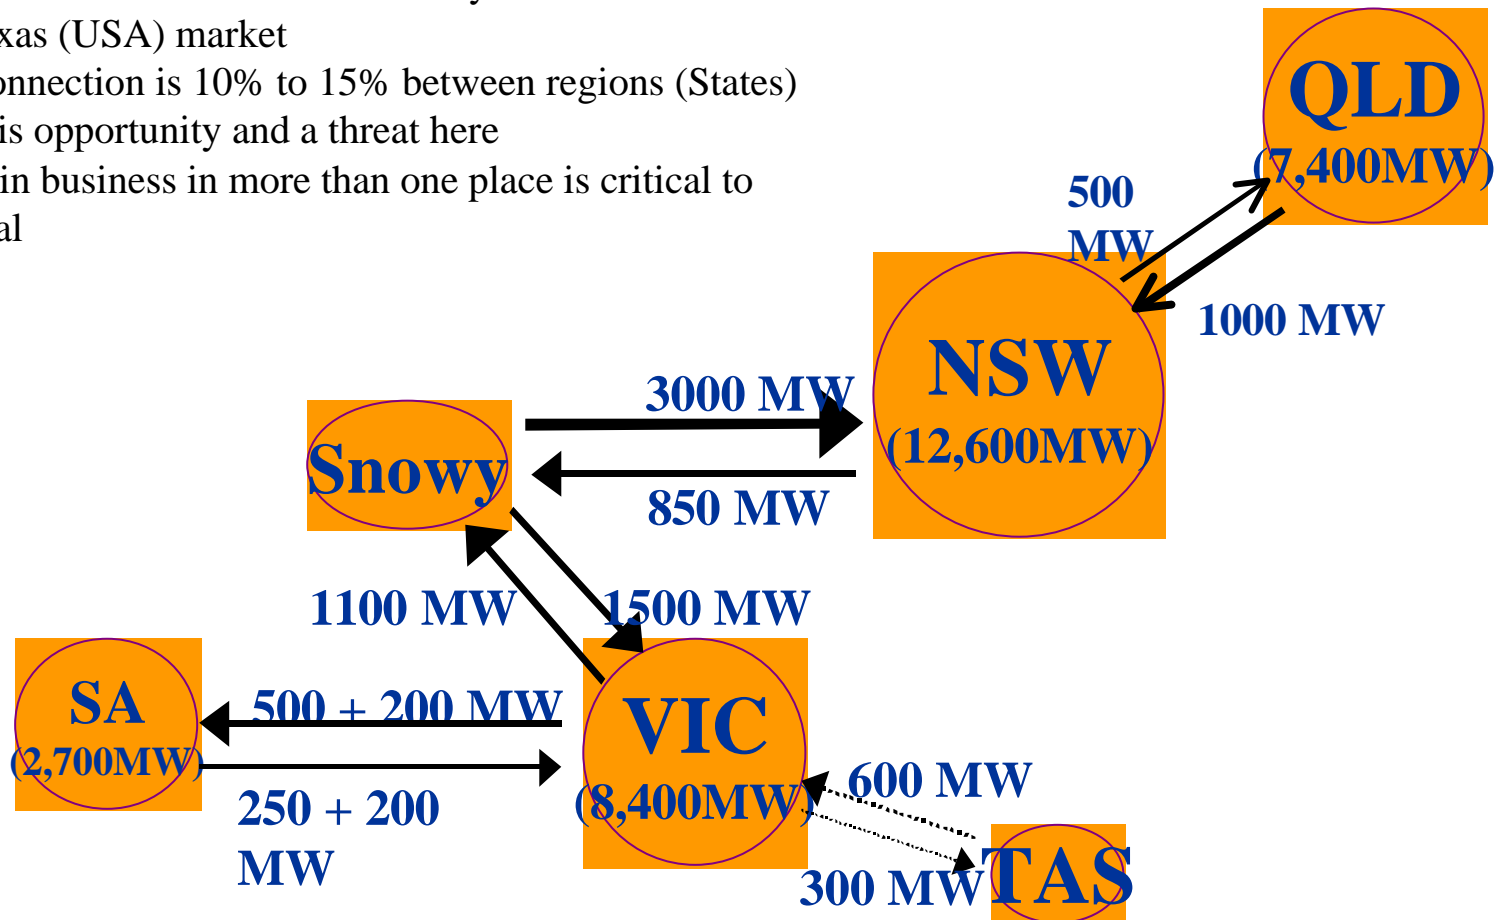 xas (USA) market
onnection is 10% to 15% between regions (States)
is opportunity and a threat here
in business in more than one place is critical to
al
QLD
(7,400MW)
500
MW
1000 MW
NSW
(12,600MW)
3000 MW
Snowy
850 MW
1100 MW
1500 MW
SA
(2,700MW)
500 + 200 MW
VIC
(8,400MW)
250 + 200
MW
600 MW
300 MW
TAS